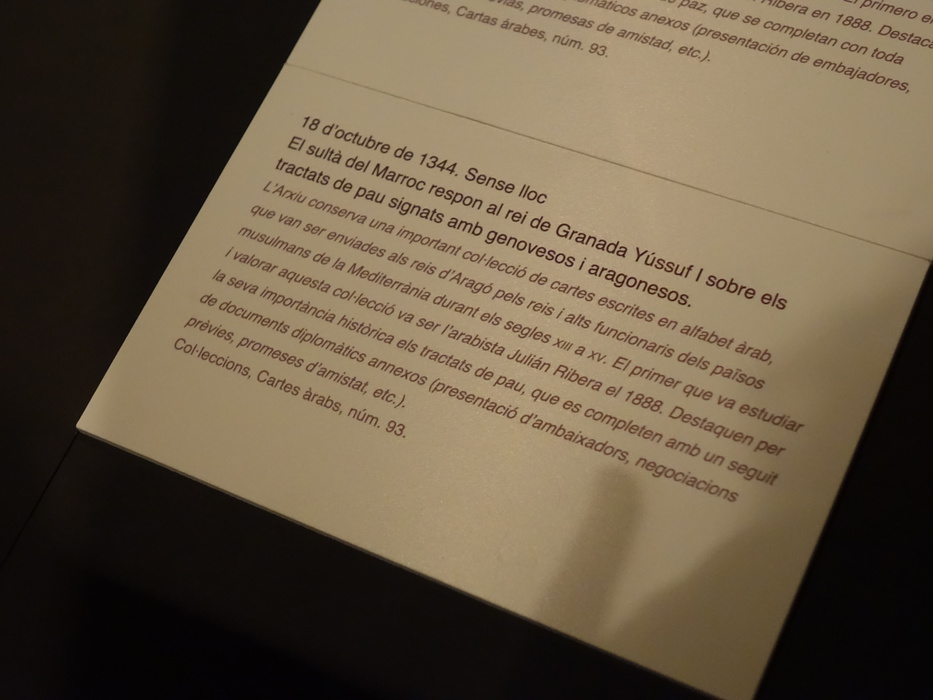 paz, que se completan con toda
Ribera en 1888. Destaca
anexos (presentación de embajadores,
promesas de amistad, etc.).
Cartas árabes, núm. 93.
18 d'octubre de 1344. Sense lloc
El sultà del Marroc respon al rei de Granada Yússuf I sobre els
tractats de pau signats amb genovesos i aragonesos.
L'Arxiu conserva una important col·lecció de cartes escrites en alfabet àrab,
que van ser enviades als reis d'Aragó pels reis i alts funcionaris dels països
musulmans de la Mediterrània durant els segles XIII a XV. El primer que va estudiar
i valorar aquesta col·lecció va ser l'arabista Julián Ribera el 1888. Destaquen per
la seva importància històrica els tractats de pau, que es completen amb un seguit
de documents diplomàtics annexos (presentació d'ambaixadors, negociacions
prèvies, promeses d'amistat, etc.).
Col·leccions, Cartes àrabs, núm. 93.